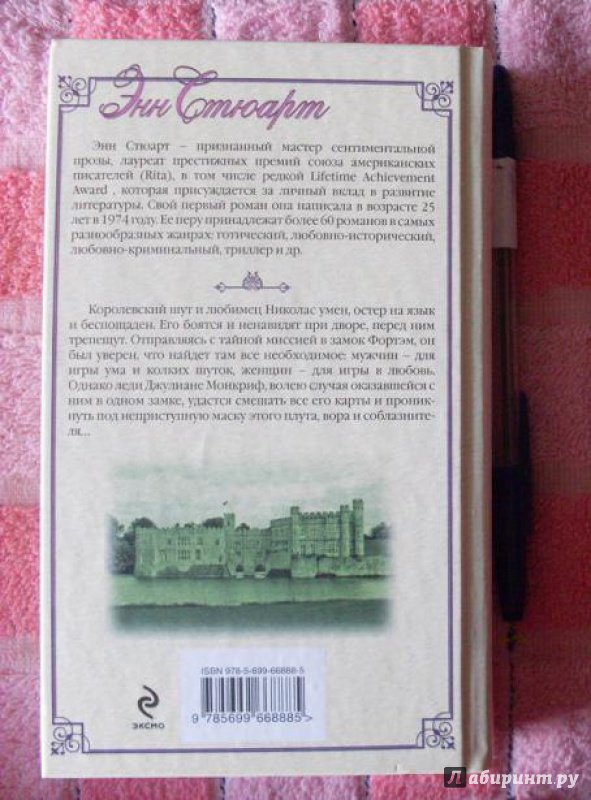 Энн Стюарт
Энн Стюарт – признанный мастер сентиментальной
прозы, лауреат престижных премий союза американских
писателей (Rita), в том числе редкой Lifetime Achievement
Award , которая присуждается за личный вклад в развитие
литературы. Свой первый роман она написала в возрасте 25
лет в 1974 году. Ее перу принадлежат более 60 романов в самых
разнообразных жанрах: готический, любовно-исторический,
любовно-криминальный, триллер и др.
Королевский шут и любимец Николас умен, остер на язык
и беспощаден. Его боятся и ненавидят при дворе, перед ним
трепещут. Отправляясь с тайной миссией в замок Фортэм, он
был уверен, что найдет там все необходимое: мужчин – для
игры ума и колких шуток, женщин – для игры в любовь.
Однако леди Джулиане Монкриф, волею случая оказавшейся с
ним в одном замке, удастся смешать все его карты и проник-
нуть под неприступную маску этого плута, вора и соблазните-
ля...
ISBN 978-5-699-66888-5
9 785699 668885>
ЭКСМО
Лабиринт.ру